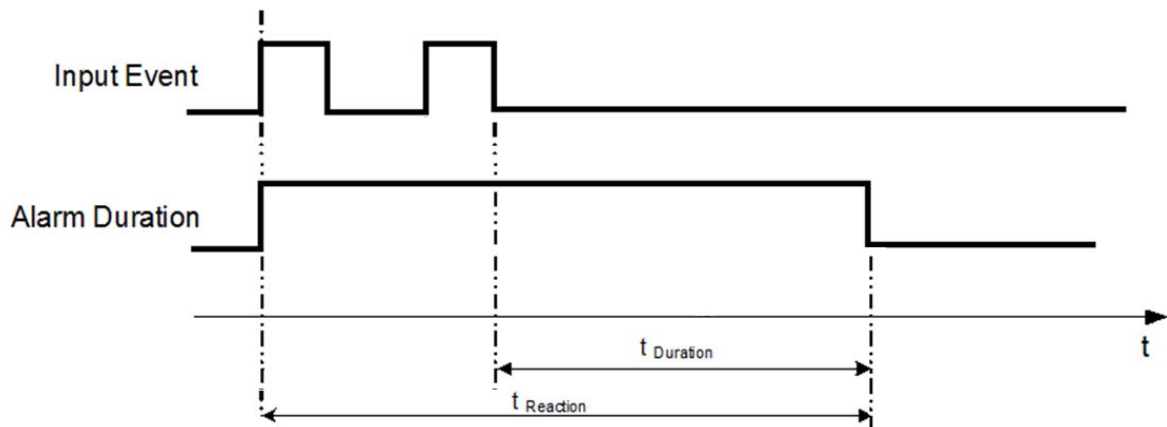 Input Event
Alarm Duration
t
t Duration
t Reaction